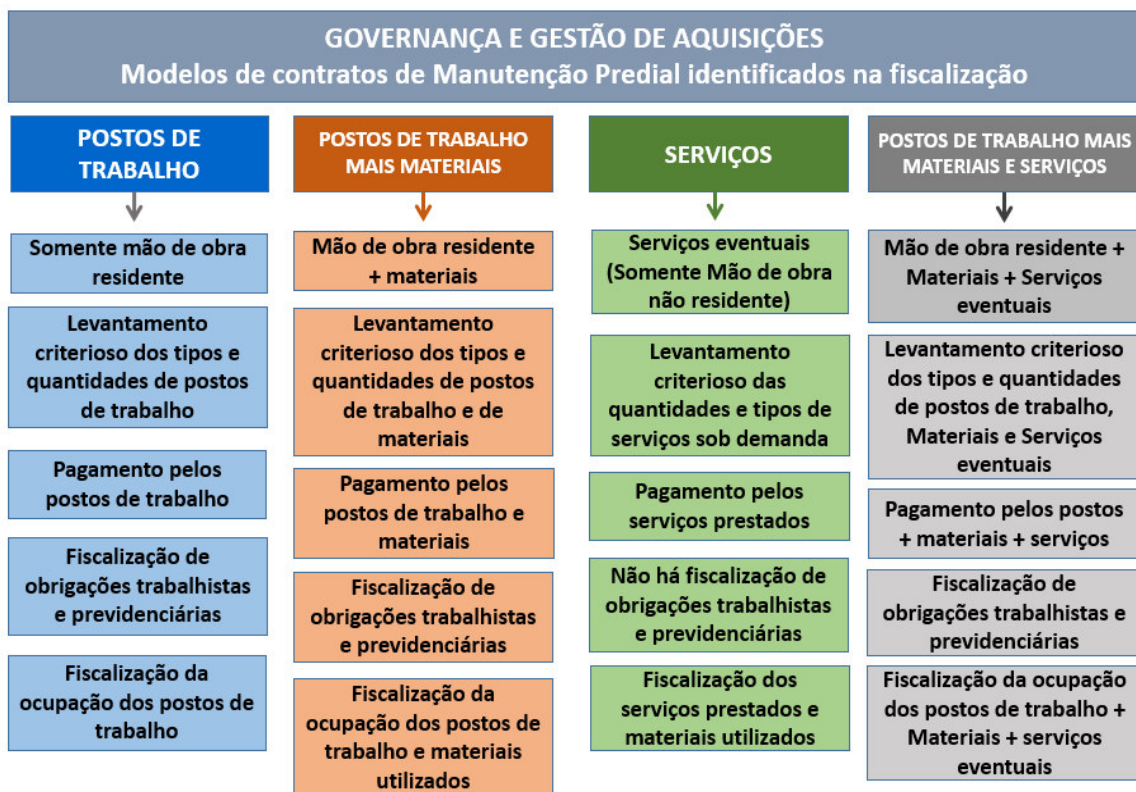 GOVERNANÇA E GESTÃO DE AQUISIÇÕES
Modelos de contratos de Manutenção Predial identificados na fiscalização
POSTOS DE
TRABALHO
Somente mão de obra
residente
Levantamento
criterioso dos tipos e
quantidades de postos
de trabalho
Pagamento pelos
postos de trabalho
Fiscalização de
obrigações trabalhistas
e previdenciárias
Fiscalização da
ocupação dos postos de
trabalho
POSTOS DE TRABALHO
MAIS MATERIAIS
Mão de obra residente
+ materiais
Levantamento
criterioso dos tipos e
quantidades de postos
de trabalho e de
materiais
Pagamento pelos
postos de trabalho e
materiais
Fiscalização de
obrigações trabalhistas
e previdenciárias
Fiscalização da
ocupação dos postos de
trabalho e materiais
utilizados
SERVIÇOS
Serviços eventuais
(Somente Mão de obra
não residente)
Levantamento
criterioso das
quantidades e tipos de
serviços sob demanda
Pagamento pelos
serviços prestados
Não há fiscalização de
obrigações trabalhistas
e previdenciárias
Fiscalização dos
serviços prestados e
materiais utilizados
POSTOS DE TRABALHO MAIS
MATERIAIS E SERVIÇOS
Mão de obra residente +
Materiais + Serviços
eventuais
Levantamento criterioso
dos tipos e quantidades
de postos de trabalho,
Materiais e Serviços
eventuais
Pagamento pelos postos
+ materiais + serviços
Fiscalização de
obrigações trabalhistas e
previdenciárias
Fiscalização da ocupação
dos postos de trabalho +
Materiais + serviços
eventuais